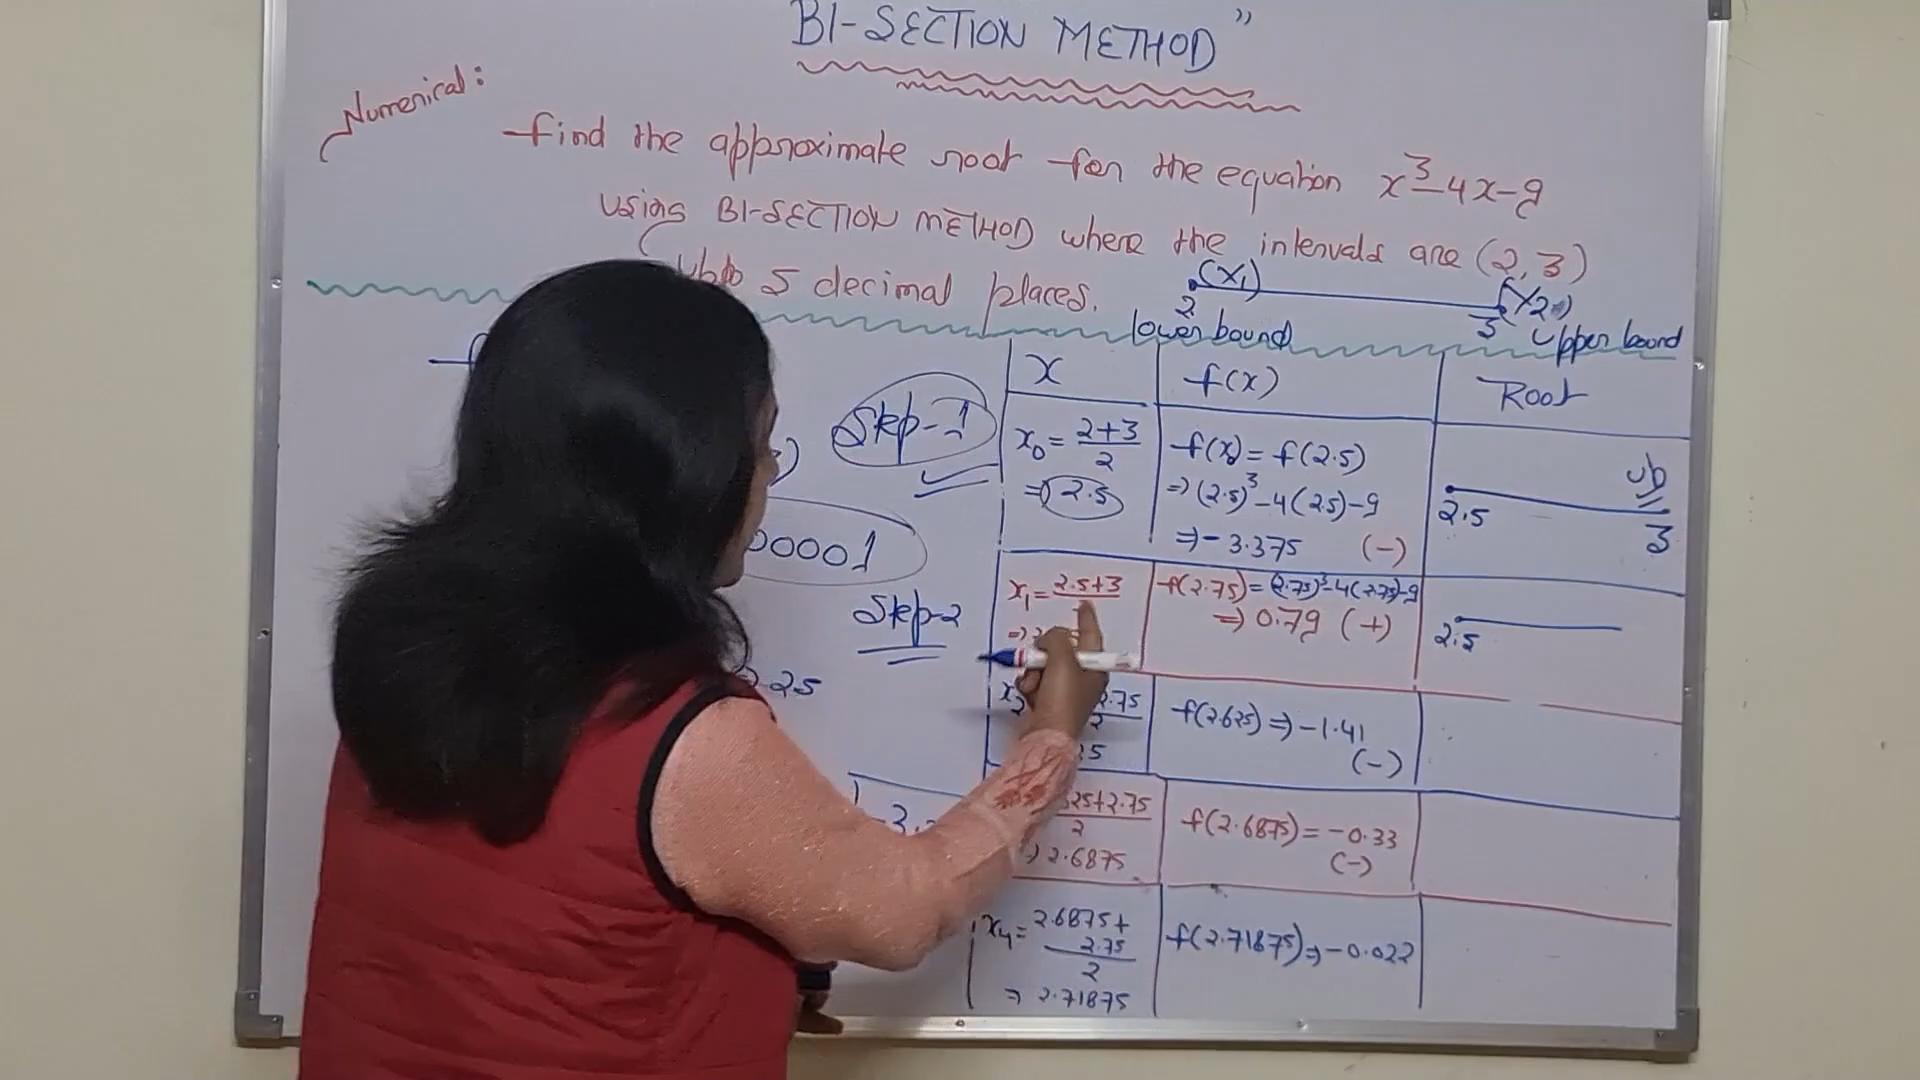 BI-SECTION METHOD"
Numerical:
find the approximate root for the equation x³-4x-9
using BI-SECTION METHOD where the intervals are (2, 3)
upto 5 decimal places.
(x₁)
2
3
lower bound
Upper bound
Step-1
00001
Step-2
25
-3.
x f(x) Root
x₀ = 2+3
2
⇒ 2.5
f(x₀) = f(2.5)
⇒ (2.5)³-4(2.5)-9
⇒ -3.375 (-)
2.5
ub
3
x₁ = 2.5+3
f(2.75) = (2.75)³-4(2.75)-9
⇒ 0.79 (+)
2.5
x₂
2.75
2
5
f(2.625) ⇒ -1.41
(-)
25+2.75
2
⇒ 2.6875
f(2.6875) = -0.33
(-)
x₄ = 2.6875+
2.75
2
⇒ 2.71875
f(2.71875) ⇒ -0.022